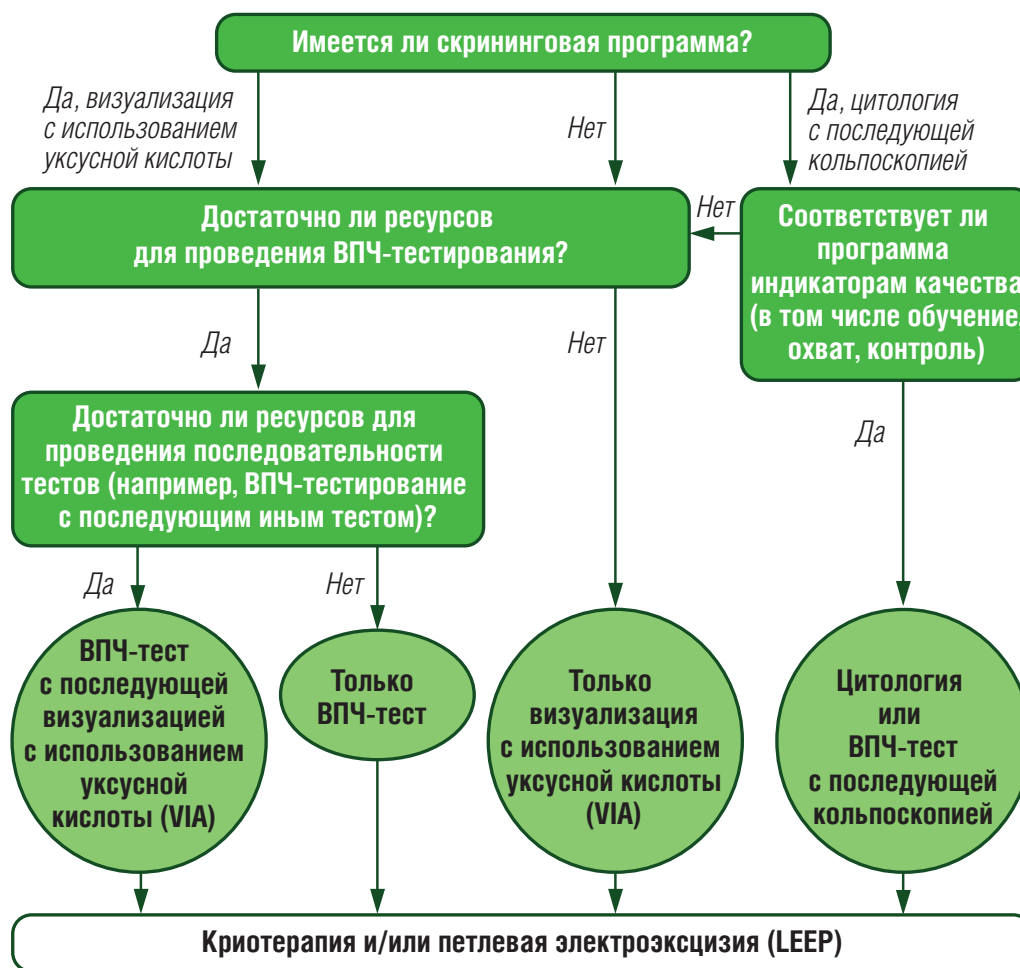 Имеется ли скрининговая программа?
Да, визуализация
с использованием
уксусной кислоты
Нет
Да, цитология
с последующей
кольпоскопией
Достаточно ли ресурсов
для проведения ВПЧ-тестирования?
Нет
Соответствует ли
программа
индикаторам качества
(в том числе обучение,
охват, контроль)
Да
Нет
Да
Достаточно ли ресурсов для
проведения последовательности
тестов (например, ВПЧ-тестирование
с последующим иным тестом)?
Да
Нет
ВПЧ-тест
с последующей
визуализацией
с использованием
уксусной
кислоты (VIA)
Только
ВПЧ-тест
Только
визуализация
с использованием
уксусной кислоты
(VIA)
Цитология
или
ВПЧ-тест
с последующей
кольпоскопией
Криотерапия и/или петлевая электроэксцизия (LEEP)